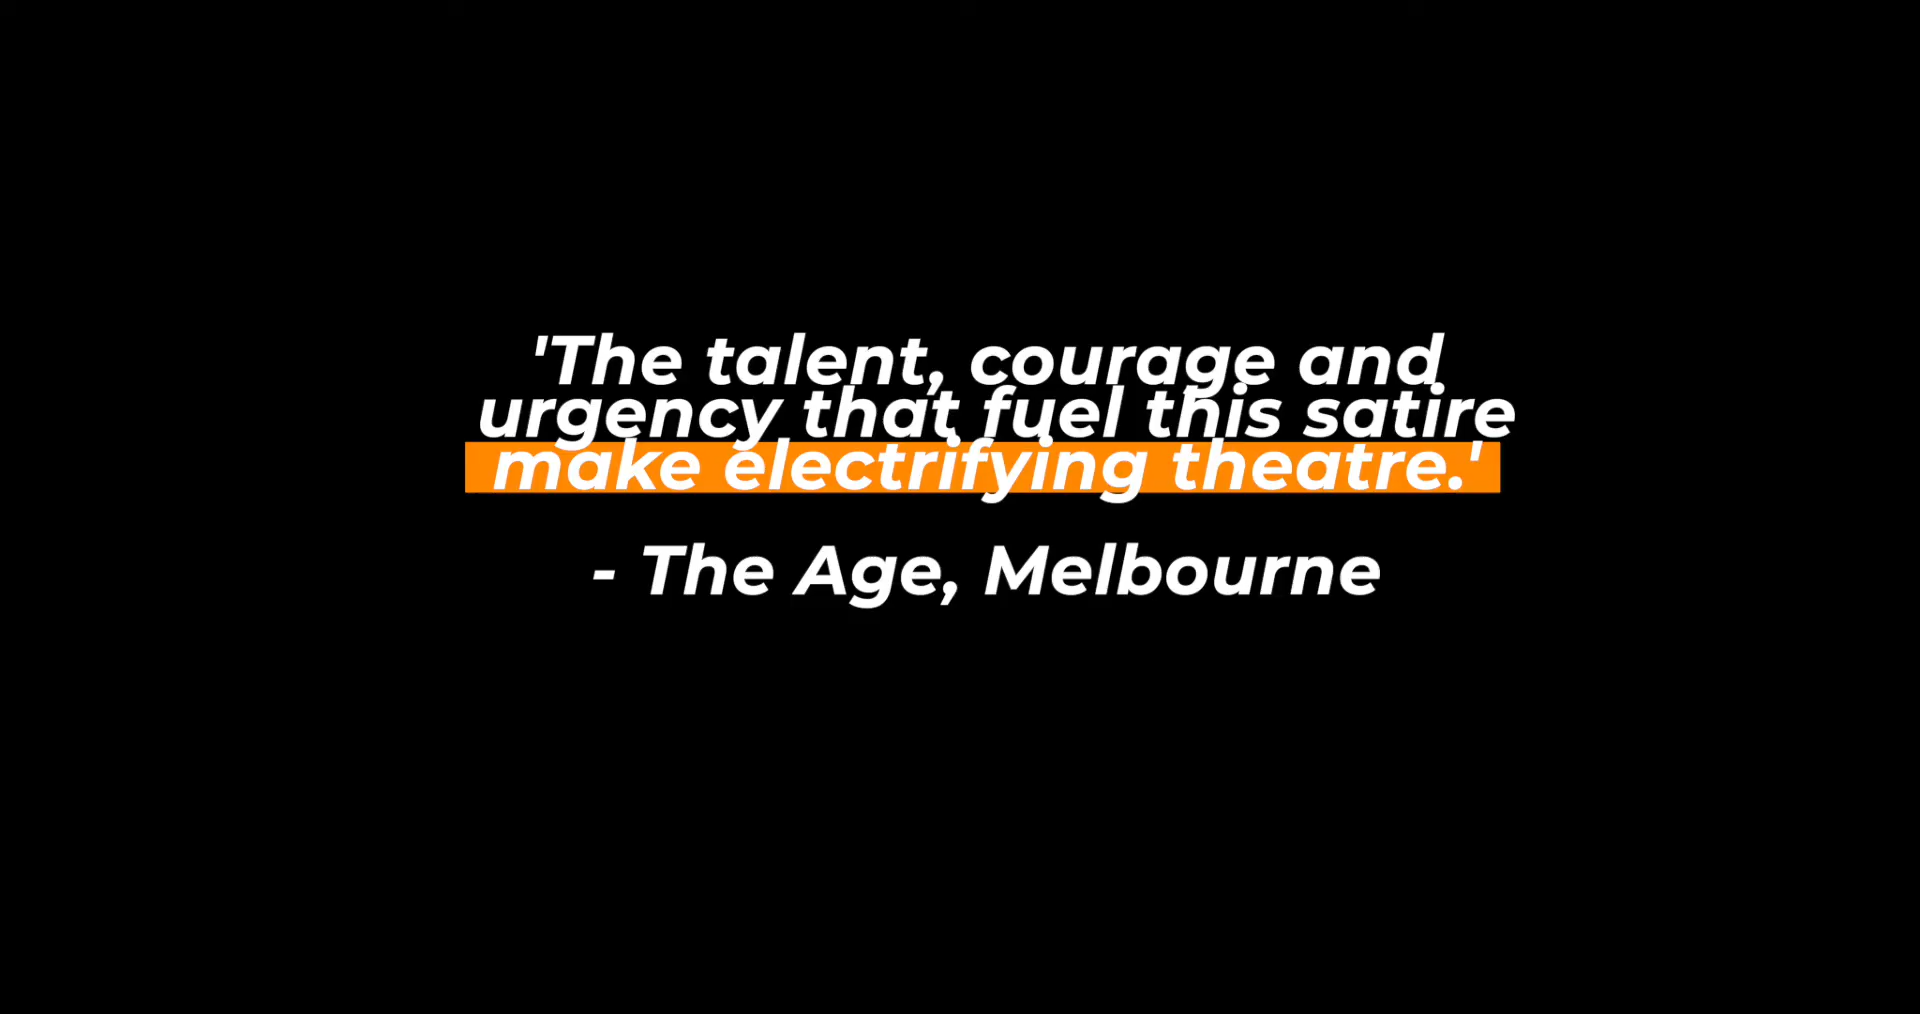 'The talent, courage and
urgency that fuel this satire
make electrifying theatre.'
- The Age, Melbourne